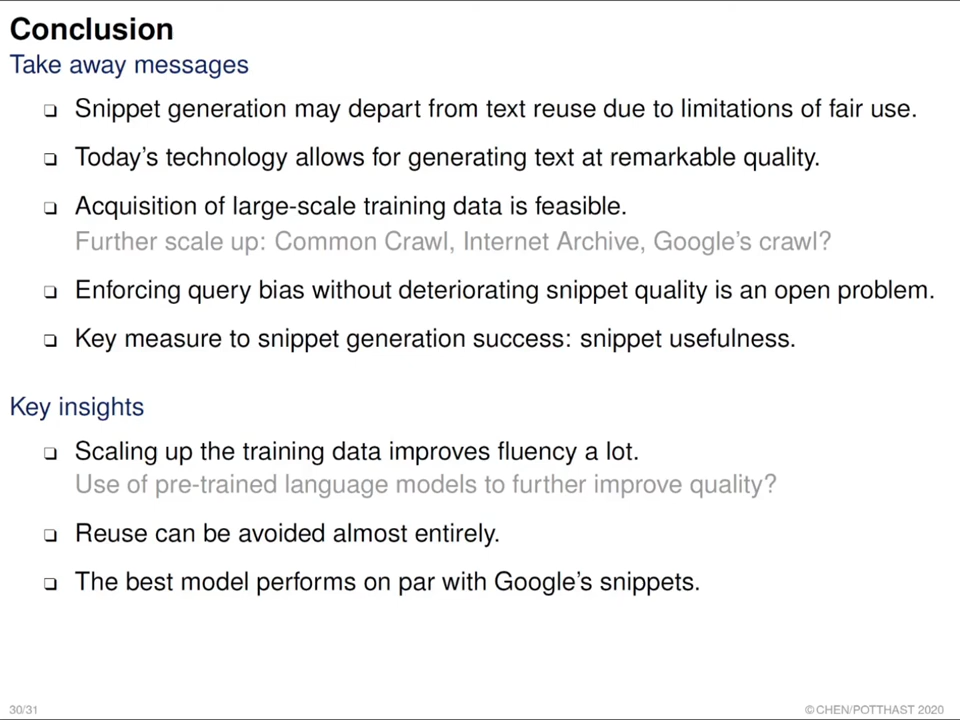 Conclusion
Take away messages
❏ Snippet generation may depart from text reuse due to limitations of fair use.
❏ Today's technology allows for generating text at remarkable quality.
❏ Acquisition of large-scale training data is feasible.
Further scale up: Common Crawl, Internet Archive, Google's crawl?
❏ Enforcing query bias without deteriorating snippet quality is an open problem.
❏ Key measure to snippet generation success: snippet usefulness.
Key insights
❏ Scaling up the training data improves fluency a lot.
Use of pre-trained language models to further improve quality?
❏ Reuse can be avoided almost entirely.
❏ The best model performs on par with Google's snippets.
30/31
© CHEN/POTTHAST 2020